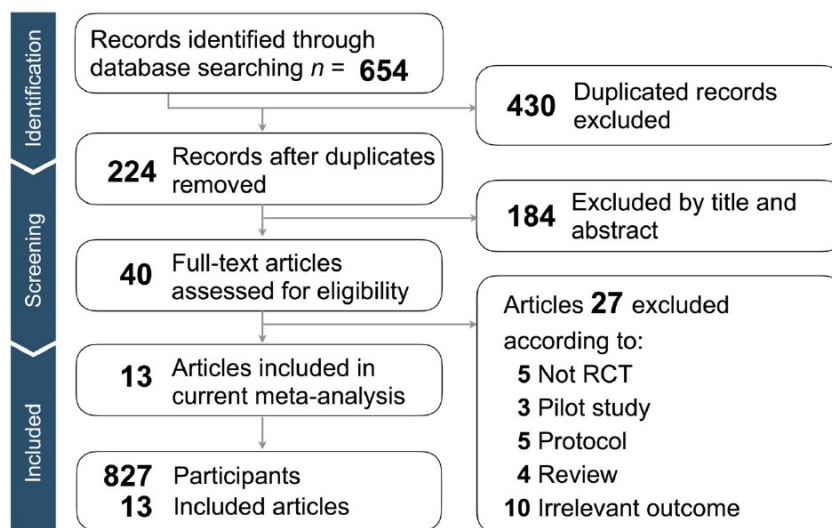 Identification
Records identified through
database searching n = 654
430 Duplicated records
excluded
224 Records after duplicates
removed
Screening
184 Excluded by title and
abstract
40 Full-text articles
assessed for eligibility
Articles 27 excluded
according to:
5 Not RCT
3 Pilot study
5 Protocol
4 Review
10 Irrelevant outcome
13 Articles included in
current meta-analysis
Included
827 Participants
13 Included articles